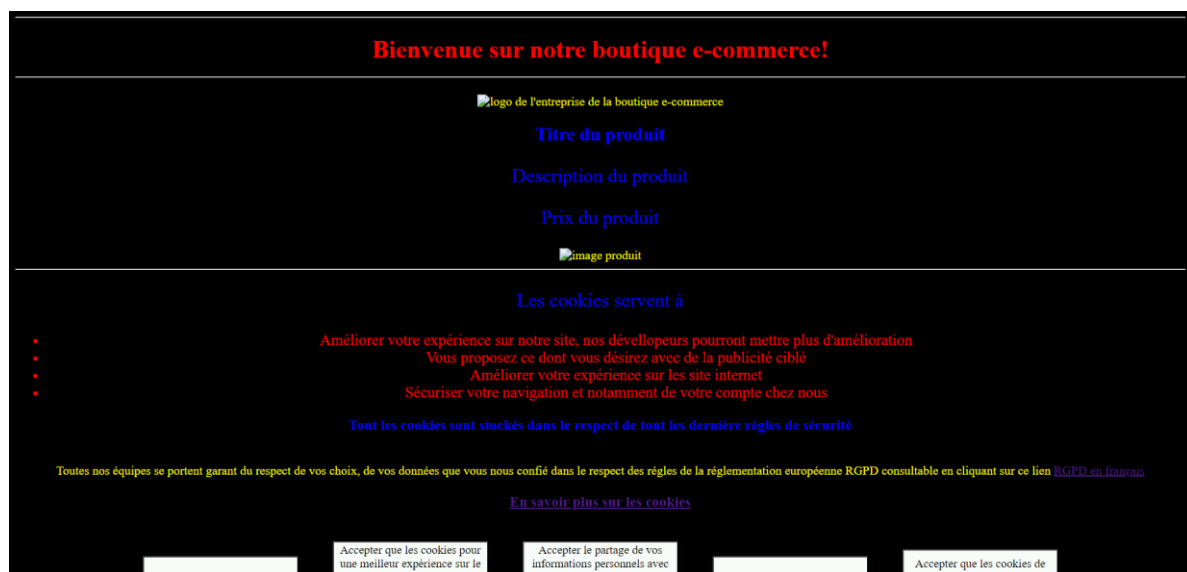 Bienvenue sur notre boutique e-commerce!
logo de l'entreprise de la boutique e-commerce
Titre du produit
Description du produit
Prix du produit
image produit
Les cookies servent à
Améliorer votre expérience sur notre site, nos dévellopeurs pourront mettre plus d'amélioration
Vous proposez ce dont vous désirez avec de la publicité ciblé
Améliorer votre expérience sur les site internet
Sécuriser votre navigation et notamment de votre compte chez nous
Tout les cookies sont stockés dans le respect de tout les dernière règles de sécurité
Toutes nos équipes se portent garant du respect de vos choix, de vos données que vous nous confié dans le respect des régles de la réglementation européenne RGPD consultable en cliquant sur ce lien RGPD en français
En savoir plus sur les cookies
Accepter que les cookies pour
une meilleur expérience sur le
Accepter le partage de vos
informations personnels avec
Accepter que les cookies de